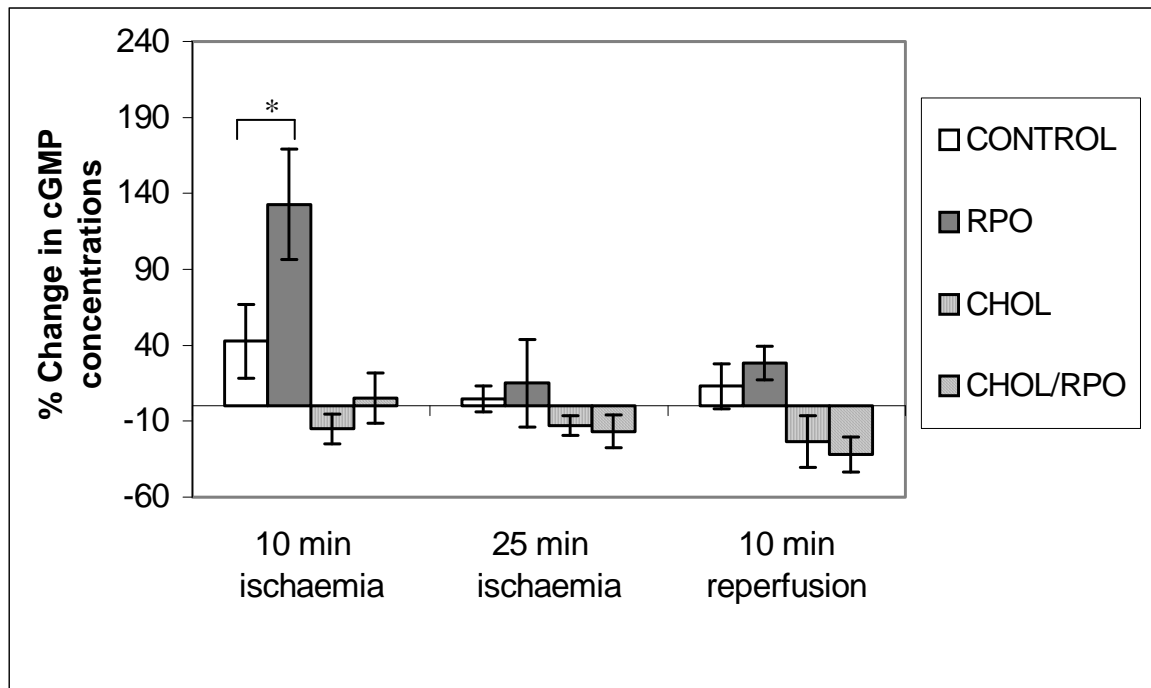 % Change in cGMP
concentrations
240
190
140
90
40
-10
-60
*
10 min
ischaemia
25 min
ischaemia
10 min
reperfusion
CONTROL
RPO
CHOL
CHOL/RPO